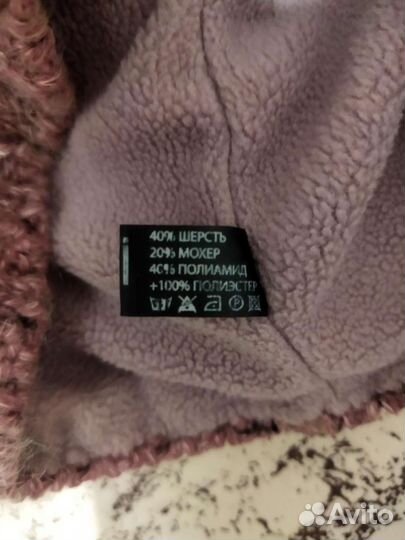 40% ШЕРСТЬ
20% МОХЕР
40% ПОЛИАМИД
+100% ПОЛИЭСТЕР
Avito